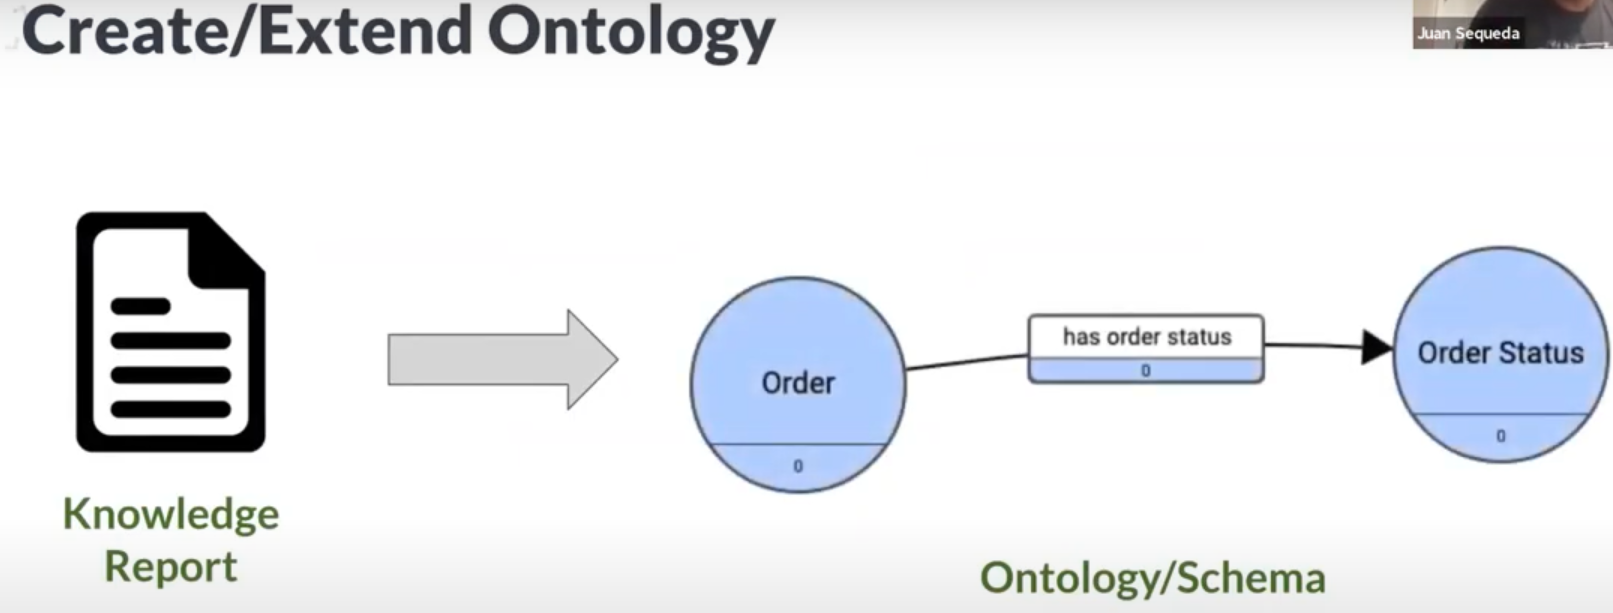 Create/Extend Ontology
Juan Sequeda
has order status
0
Order
0
Order Status
0
Knowledge
Report
Ontology/Schema